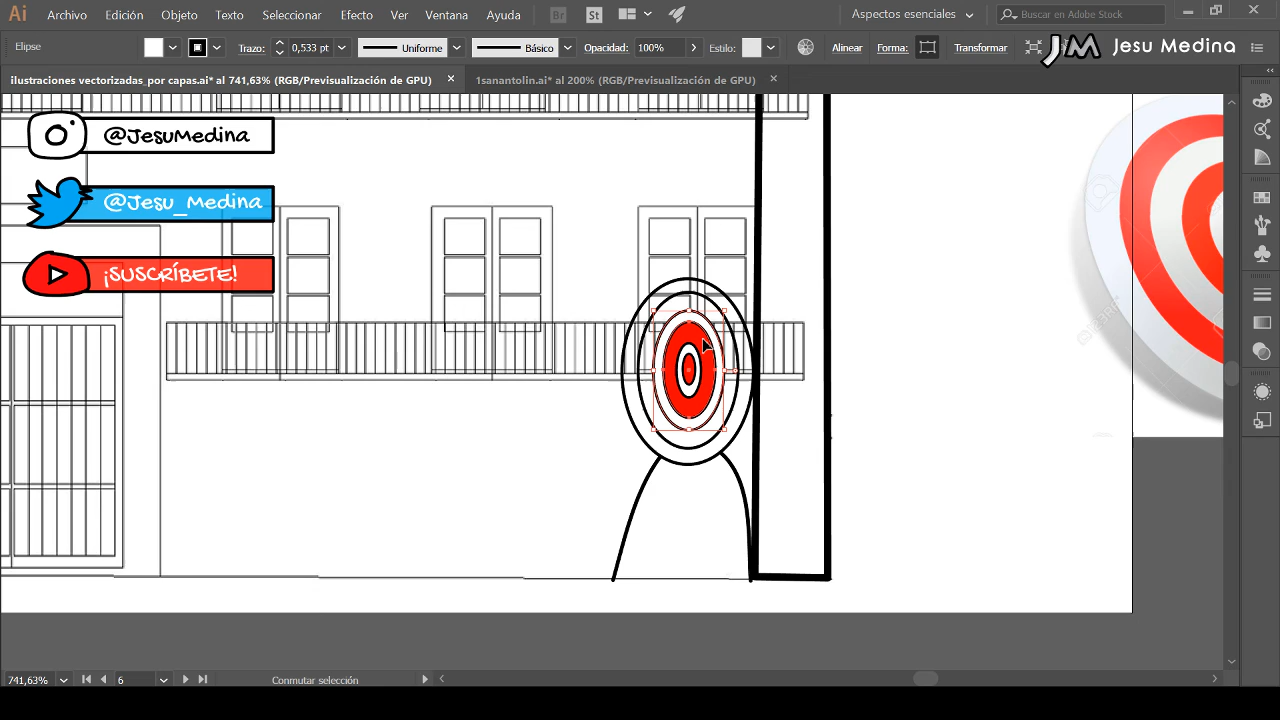 Ai Archivo Edición Objeto Texto Seleccionar Efecto Ver Ventana Ayuda Br St Aspectos esenciales Buscar en Adobe Stock
Elipse Trazo: 0,533 pt Uniforme Básico Opacidad: 100% Estilo: Alinear Forma: Transformar JM Jesu Medina
ilustraciones vectorizadas_por capas.ai* al 741,63% (RGB/Previsualización de GPU) 1sanantolin.ai* al 200% (RGB/Previsualización de GPU)
@JesuMedina
@Jesu_Medina
¡SUSCRÍBETE!
741,63% 6 Conmutar selección